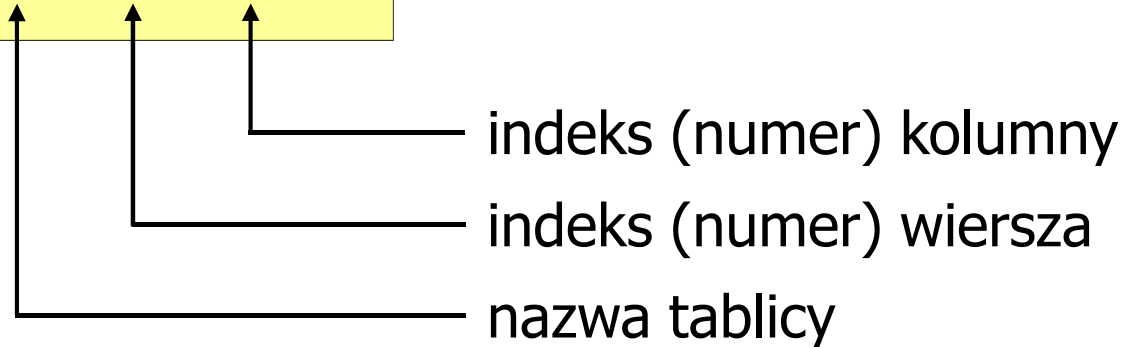 indeks (numer) kolumny
indeks (numer) wiersza
nazwa tablicy